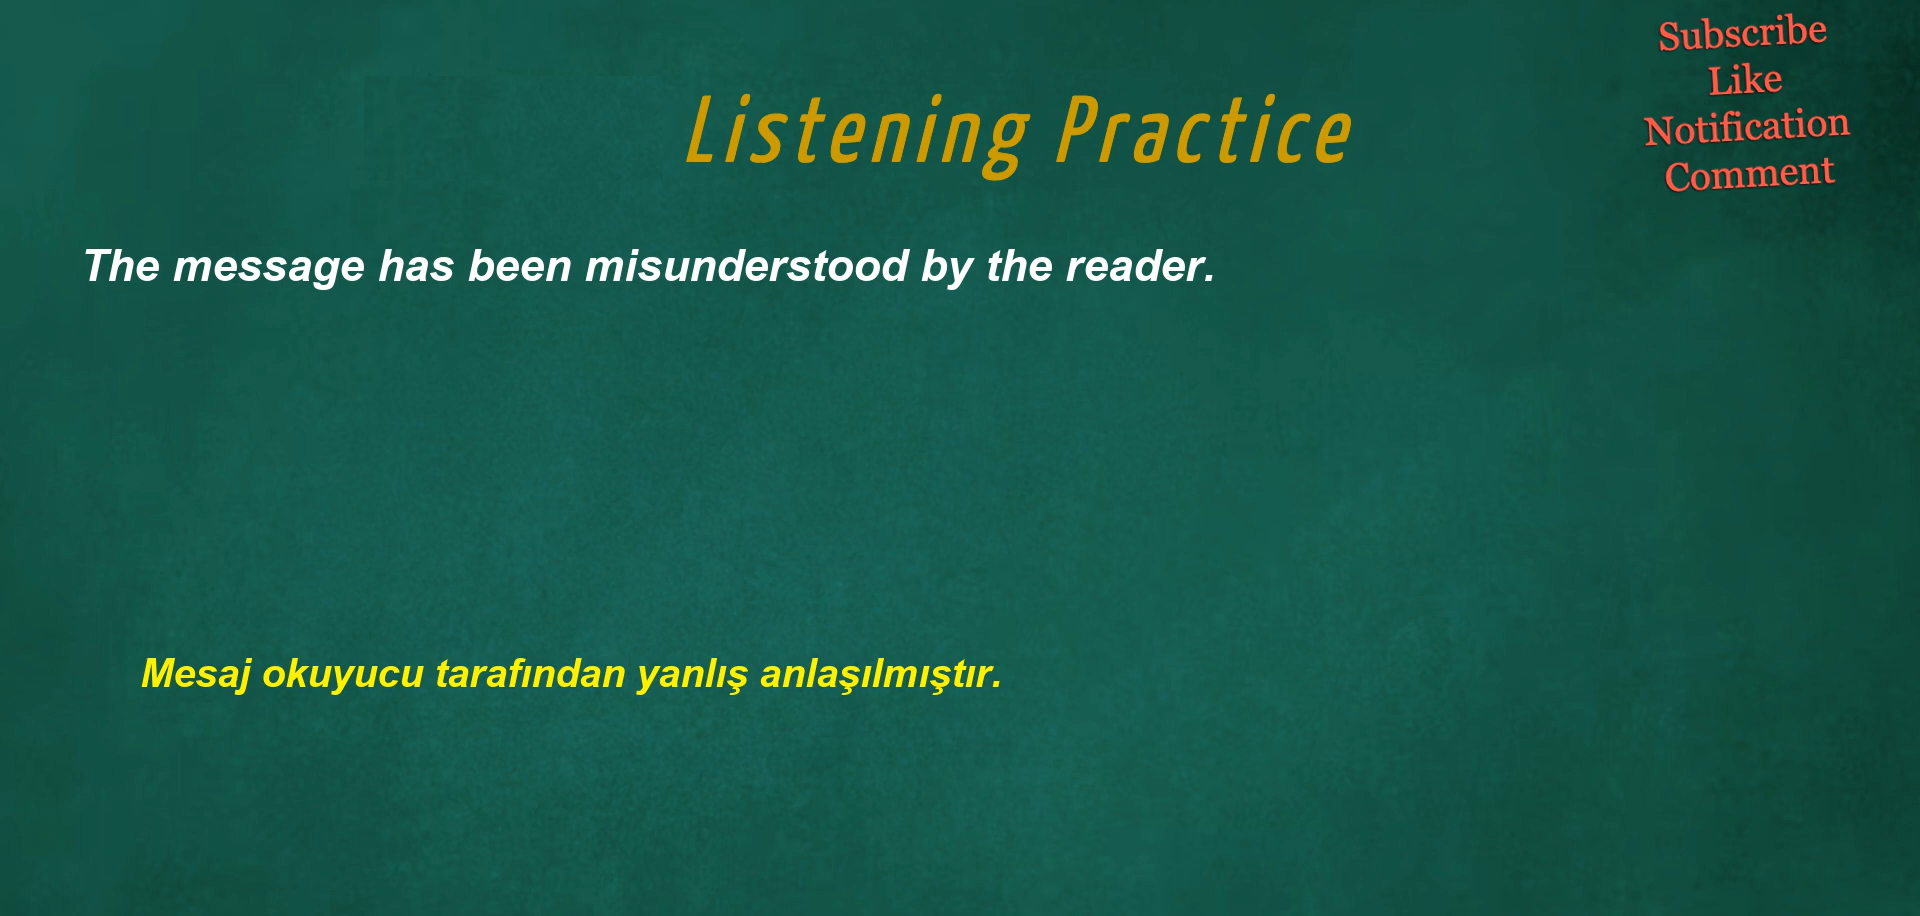 Subscribe
Like
Notification
Comment
Listening Practice
The message has been misunderstood by the reader.
Mesaj okuyucu tarafından yanlış anlaşılmıştır.